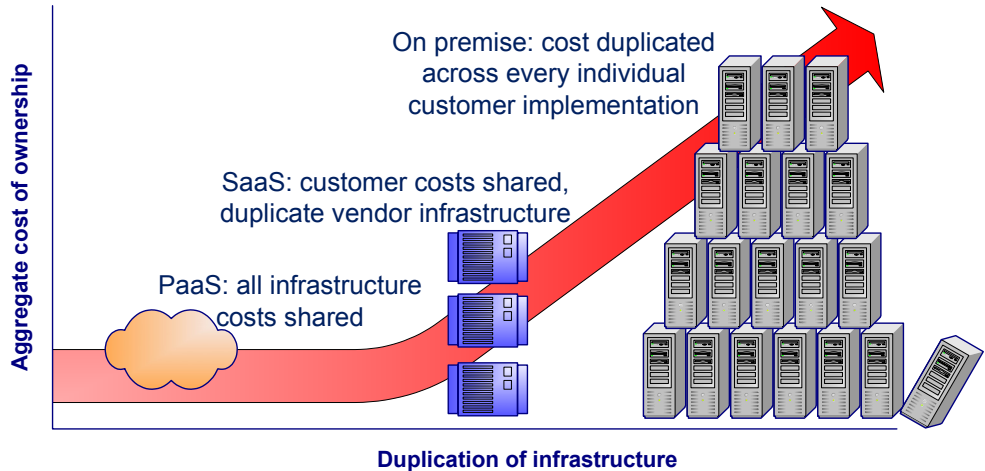 On premise: cost duplicated
across every individual
customer implementation
SaaS: customer costs shared,
duplicate vendor infrastructure
PaaS: all infrastructure
costs shared
Aggregate cost of ownership
Duplication of infrastructure